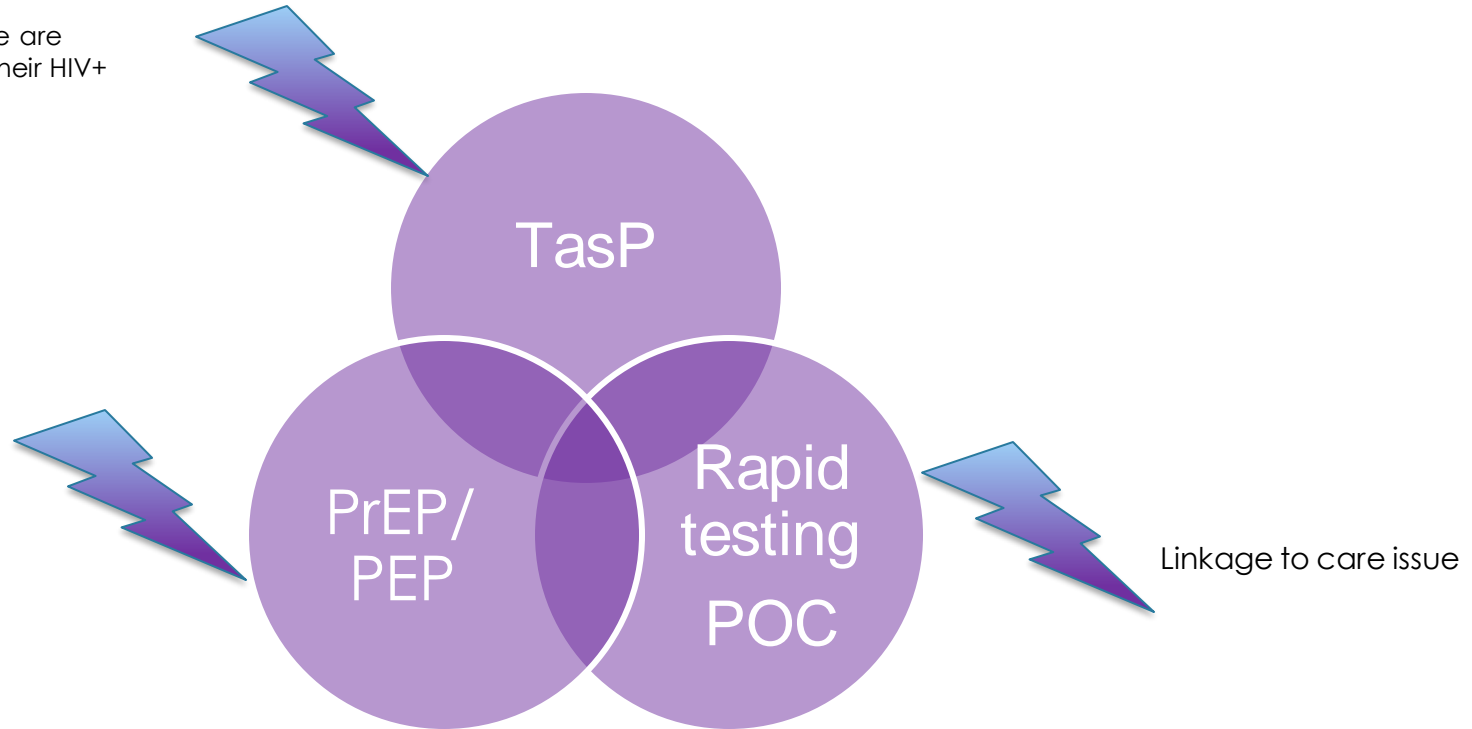 e are
heir HIV+
TasP
PrEP/
PEP
Rapid
testing
POC
Linkage to care issue